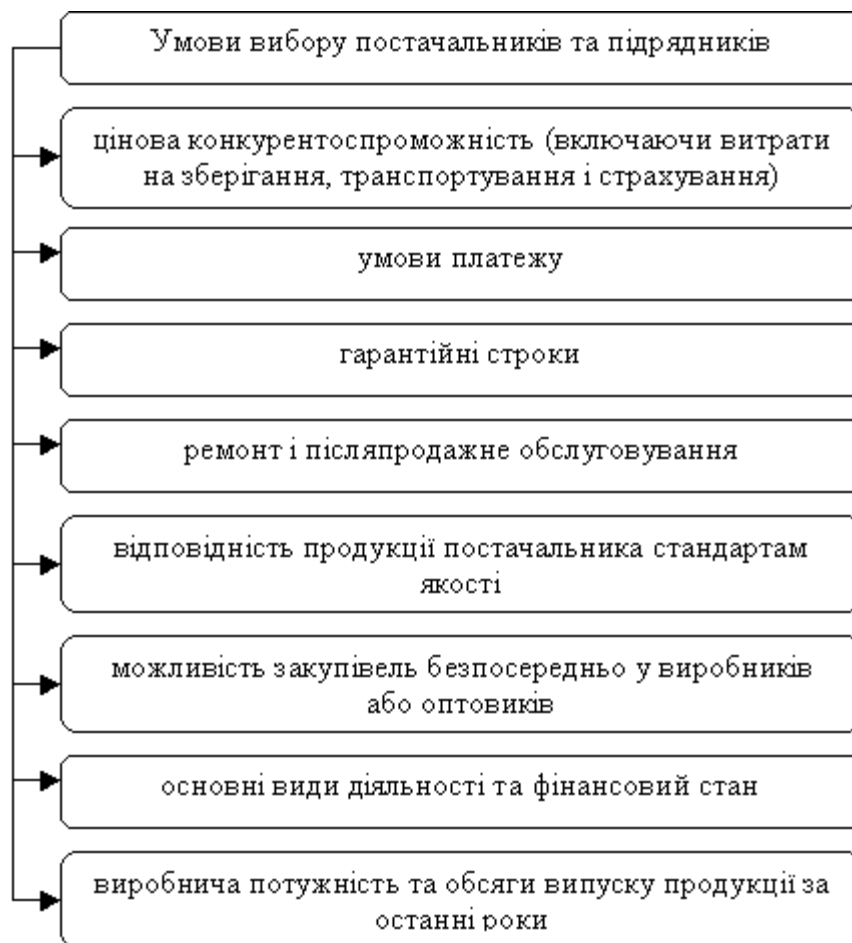 Умови вибору постачальників та підрядників
цінова конкурентоспроможність (включаючи витрати
на зберігання, транспортування і страхування)
умови платежу
гарантійні строки
ремонт і післяпродажне обслуговування
відповідність продукції постачальника стандартам
якості
можливість закупівель безпосередньо у виробників
або оптовиків
основні види діяльності та фінансовий стан
виробнича потужність та обсяги випуску продукції за
останні роки